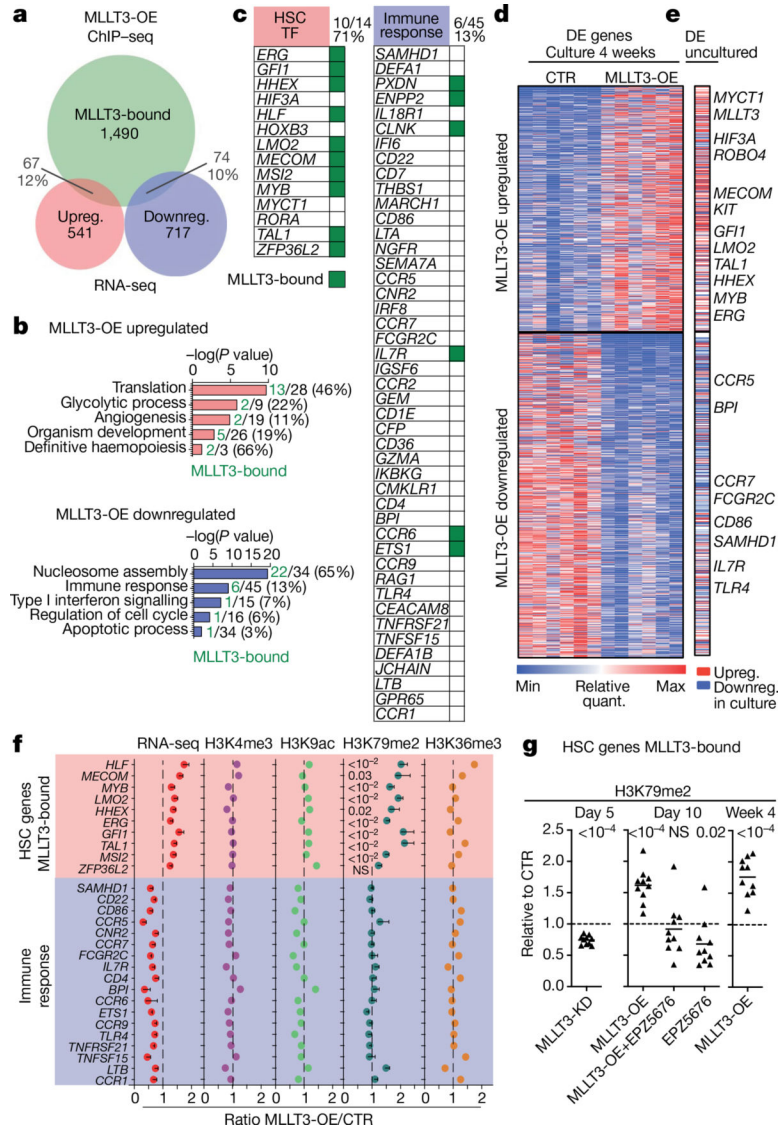 a
MLLT3-OE
ChIP–seq
MLLT3-bound
1,490
67
12%
74
10%
Upreg.
541
Downreg.
717
RNA-seq
b
MLLT3-OE upregulated
–log(P value)
0 5 10
Translation 13/28 (46%)
Glycolytic process 2/9 (22%)
Angiogenesis 2/19 (11%)
Organism development 5/26 (19%)
Definitive haemopoiesis 2/3 (66%)
MLLT3-bound
MLLT3-OE downregulated
–log(P value)
0 5 10 15 20
Nucleosome assembly 22/34 (65%)
Immune response 6/45 (13%)
Type I interferon signalling 1/15 (7%)
Regulation of cell cycle 1/16 (6%)
Apoptotic process 1/34 (3%)
MLLT3-bound
c
HSC
TF
10/14
71%
ERG
GFI1
HHEX
HIF3A
HLF
HOXB3
LMO2
MECOM
MSI2
MYB
MYCT1
RORA
TAL1
ZFP36L2
MLLT3-bound
Immune
response
6/45
13%
SAMHD1
DEFA1
PXDN
ENPP2
IL18R1
CLNK
IFI6
CD22
CD7
THBS1
MARCH1
CD86
LTA
NGFR
SEMA7A
CCR5
CNR2
IRF8
CCR7
FCGR2C
IL7R
IGSF6
CCR2
GEM
CD1E
CFP
CD36
GZMA
IKBKG
CMKLR1
CD4
BPI
CCR6
ETS1
CCR9
RAG1
TLR4
CEACAM8
TNFRSF21
TNFSF15
DEFA1B
JCHAIN
LTB
GPR65
CCR1
d
DE genes
Culture 4 weeks
CTR MLLT3-OE
MLLT3-OE upregulated
MLLT3-OE downregulated
Min Relative quant. Max
e
DE
uncultured
MYCT1
MLLT3
HIF3A
ROBO4
MECOM
KIT
GFI1
LMO2
TAL1
HHEX
MYB
ERG
CCR5
BPI
CCR7
FCGR2C
CD86
SAMHD1
IL7R
TLR4
Upreg.
Downreg.
in culture
f
RNA-seq H3K4me3 H3K9ac H3K79me2 H3K36me3
HSC genes
MLLT3-bound
HLF <10⁻²
MECOM 0.03
MYB <10⁻²
LMO2 <10⁻²
HHEX 0.02
ERG <10⁻²
GFI1 <10⁻²
TAL1 <10⁻²
MSI2 <10⁻²
ZFP36L2 NS
Immune
response
SAMHD1
CD22
CD86
CCR5
CNR2
CCR7
FCGR2C
IL7R
CD4
BPI
CCR6
ETS1
CCR9
TLR4
TNFRSF21
TNFSF15
LTB
CCR1
0 1 2 0 1 2 0 1 2 0 1 2 0 1 2
Ratio MLLT3-OE/CTR
g
HSC genes MLLT3-bound
H3K79me2
Day 5 Day 10 Week 4
<10⁻⁴ <10⁻⁴ NS 0.02 <10⁻⁴
Relative to CTR
2.5
2.0
1.5
1.0
0.5
0
MLLT3-KD
MLLT3-OE
MLLT3-OE+EPZ5676
EPZ5676
MLLT3-OE